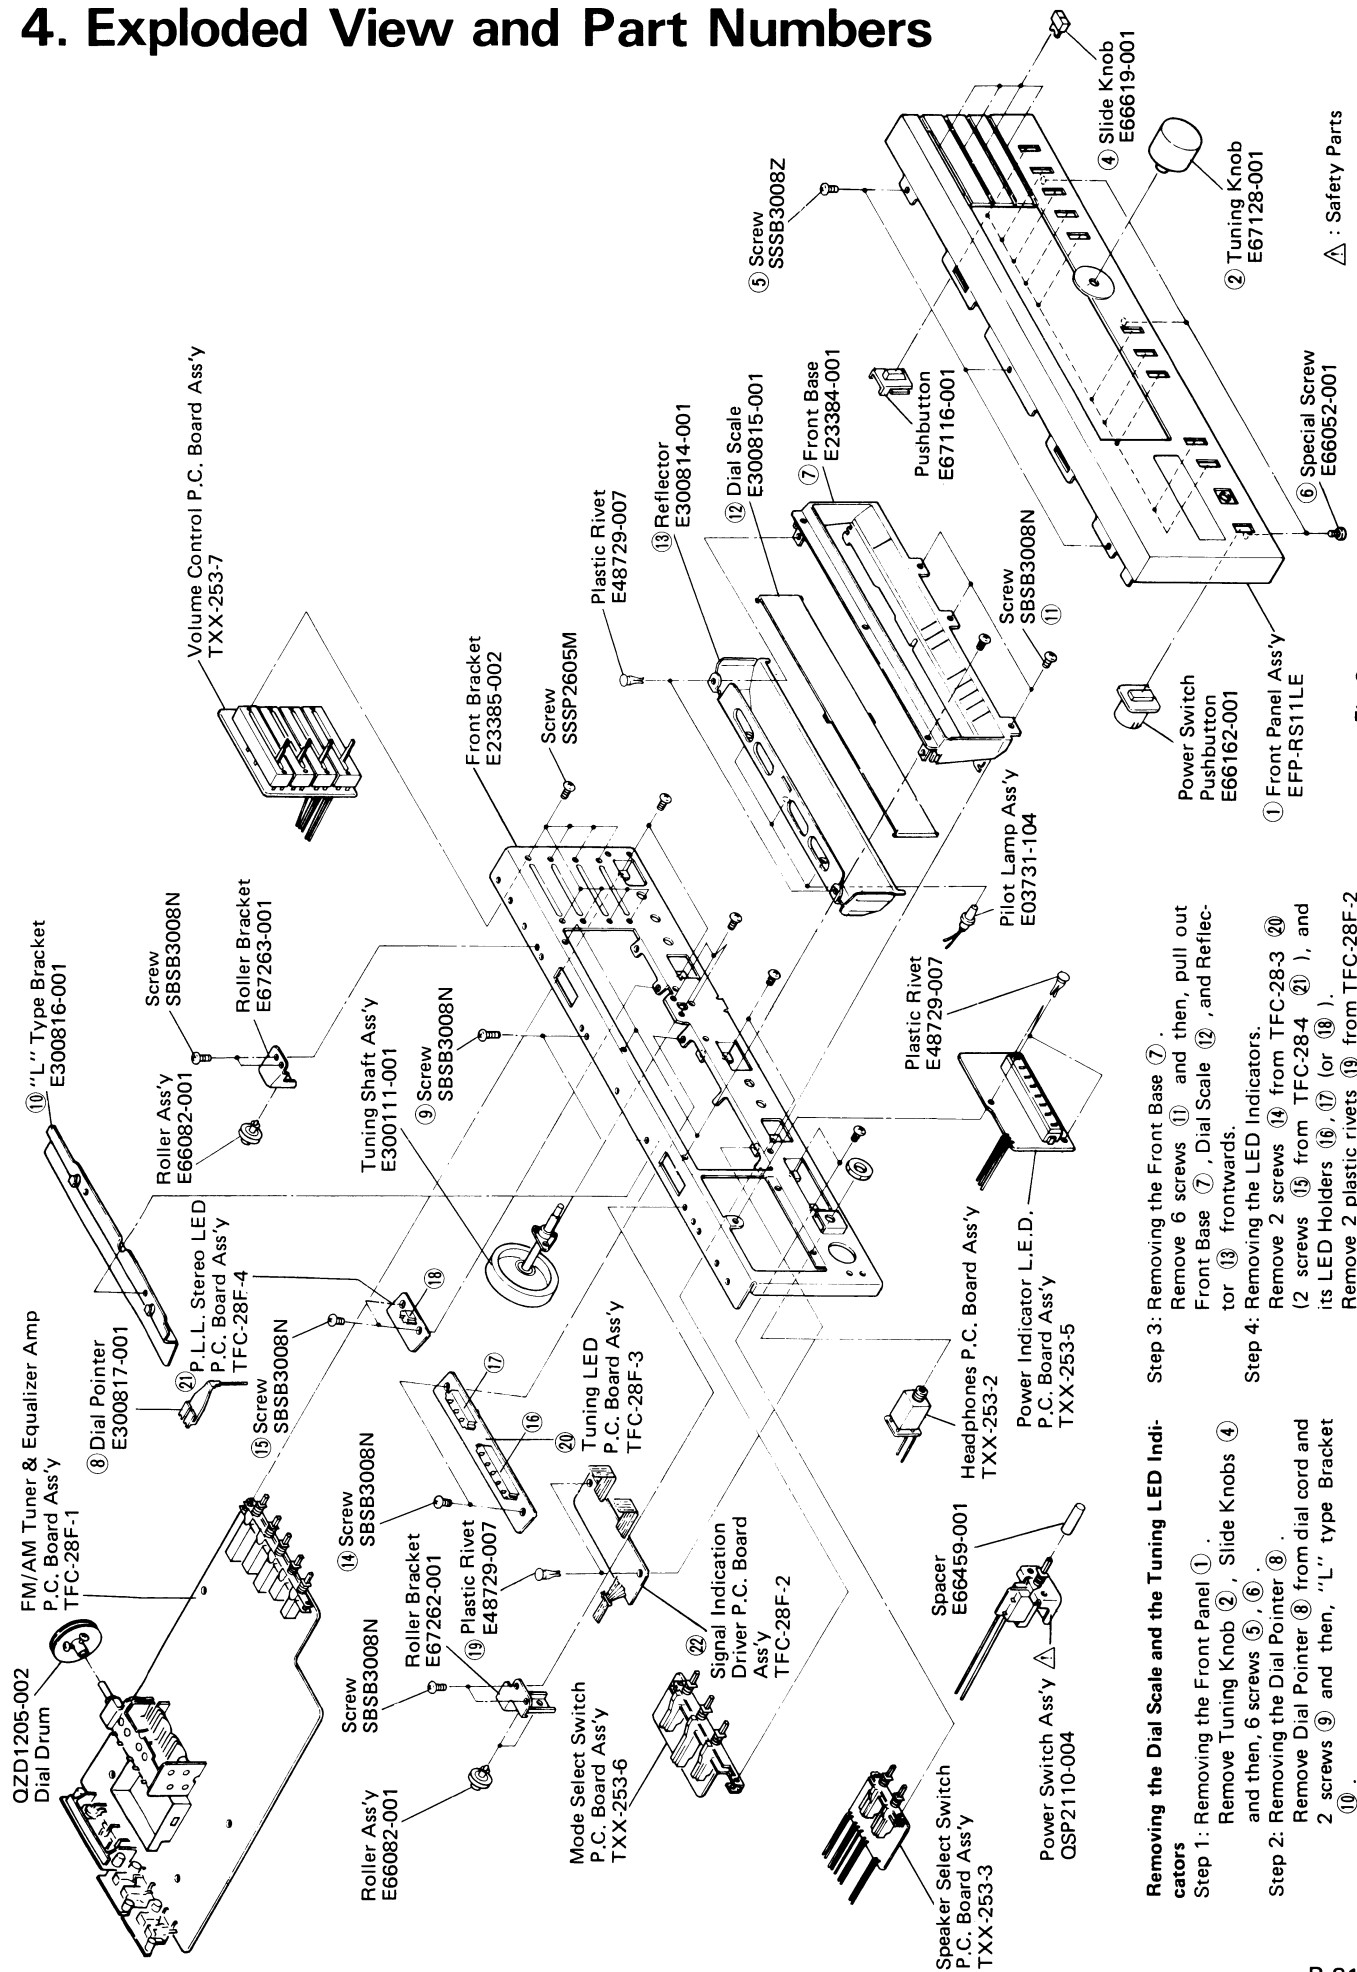 4. Exploded View and Part Numbers
QZD1205-002
Dial Drum
FM/AM Tuner & Equalizer Amp
P.C. Board Ass'y
TFC-28F-1
⑧ Dial Pointer
E300817-001
㉑ P.L.L. Stereo LED
P.C. Board Ass'y
TFC-28F-4
⑩ "L" Type Bracket
E300816-001
Screw
SBSB3008N
Roller Bracket
E67263-001
Roller Ass'y
E66082-001
Volume Control P.C. Board Ass'y
TXX-253-7
⑮ Screw
SBSB3008N
⑱
Tuning Shaft Ass'y
E300111-001
⑨ Screw
SBSB3008N
Front Bracket
E23385-002
Screw
SSSP2605M
Plastic Rivet
E48729-007
⑬ Reflector
E300814-001
⑫ Dial Scale
E300815-001
⑦ Front Base
E23384-001
⑤ Screw
SSSB3008Z
④ Slide Knob
E66619-001
② Tuning Knob
E67128-001
⚠ : Safety Parts
Pushbutton
E67116-001
⑥ Special Screw
E66052-001
Screw
SBSB3008N
⑪
Power Switch
Pushbutton
E66162-001
① Front Panel Ass'y
EFP-RS11LE
Pilot Lamp Ass'y
E03731-104
Plastic Rivet
E48729-007
⑭ Screw
SBSB3008N
⑰
⑯
⑳
Tuning LED
P.C. Board Ass'y
TFC-28F-3
Screw
SBSB3008N
Roller Bracket
E67262-001
⑲ Plastic Rivet
E48729-007
Roller Ass'y
E66082-001
Mode Select Switch
P.C. Board Ass'y
TXX-253-6
㉒
Signal Indication
Driver P.C. Board
Ass'y
TFC-28F-2
Headphones P.C. Board Ass'y
TXX-253-2
Power Indicator L.E.D.
P.C. Board Ass'y
TXX-253-5
Spacer
E66459-001
Power Switch Ass'y ⚠
QSP2110-004
Speaker Select Switch
P.C. Board Ass'y
TXX-253-3
Removing the Dial Scale and the Tuning LED Indi-
cators
Step 1: Removing the Front Panel ① .
Remove Tuning Knob ② , Slide Knobs ④
and then, 6 screws ⑤ , ⑥ .
Step 2: Removing the Dial Pointer ⑧ .
Remove Dial Pointer ⑧ from dial cord and
2 screws ⑨ and then, "L" type Bracket
⑩ .
Step 3: Removing the Front Base ⑦ .
Remove 6 screws ⑪ and then, pull out
Front Base ⑦ , Dial Scale ⑫ , and Reflec-
tor ⑬ frontwards.
Step 4: Removing the LED Indicators.
Remove 2 screws ⑭ from TFC-28-3 ⑳
(2 screws ⑮ from TFC-28-4 ㉑ ), and
its LED Holders ⑯ , ⑰ (or ⑱ ).
Remove 2 plastic rivets ⑲ from TFC-28F-2